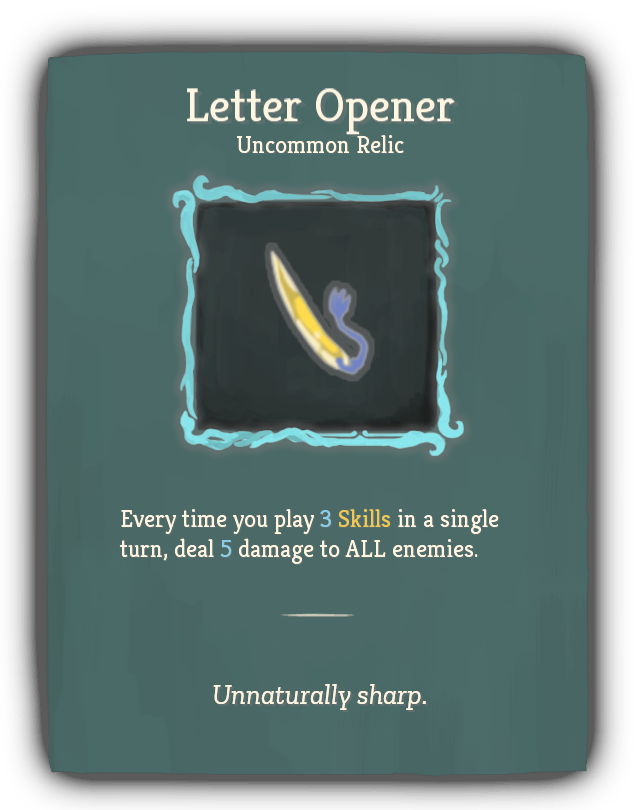 Letter Opener
Uncommon Relic
Every time you play 3 Skills in a single
turn, deal 5 damage to ALL enemies.
Unnaturally sharp.